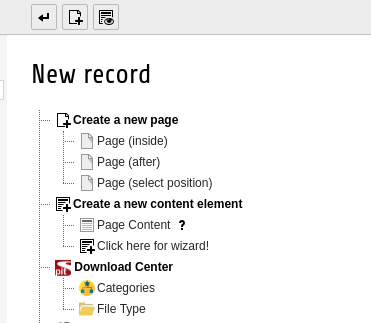 New record
Create a new page
Page (inside)
Page (after)
Page (select position)
Create a new content element
Page Content ?
Click here for wizard!
Download Center
Categories
File Type